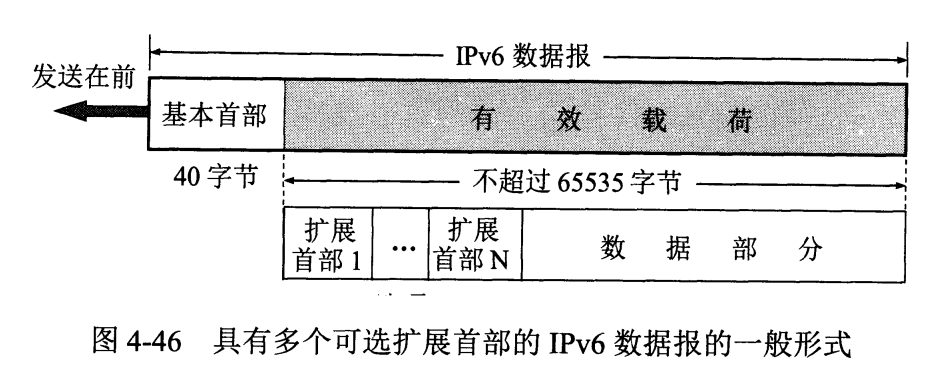 IPv6 数据报
发送在前
基本首部
有效载荷
40 字节
不超过 65535 字节
扩展
首部 1
...
扩展
首部 N
数据部分
图 4-46 具有多个可选扩展首部的 IPv6 数据报的一般形式